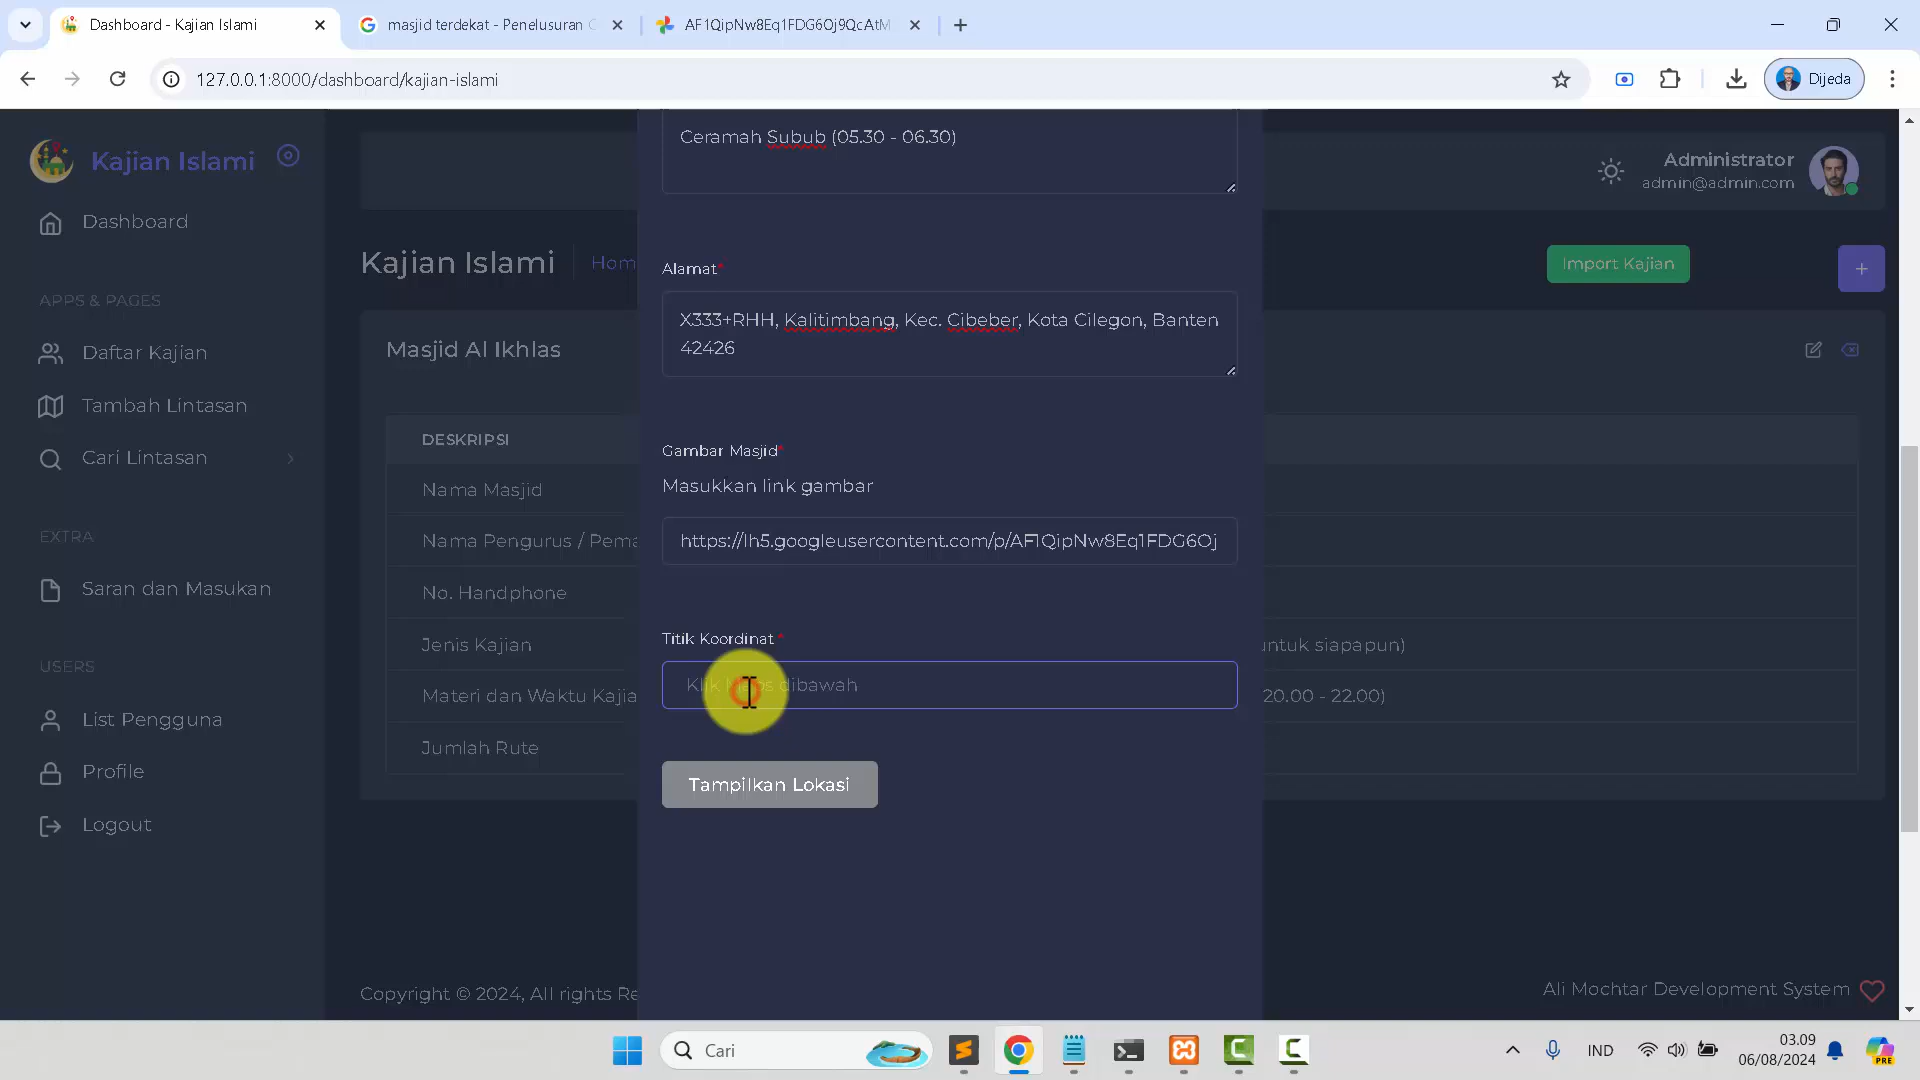 Dashboard - Kajian Islami
masjid terdekat - Penelusuran
AF1QipNw8Eq1FDG6Oj9QcAtM
127.0.0.1:8000/dashboard/kajian-islami
Dijeda
Kajian Islami
Dashboard
APPS & PAGES
Daftar Kajian
Tambah Lintasan
Cari Lintasan
EXTRA
Saran dan Masukan
USERS
List Pengguna
Profile
Logout
Administrator
admin@admin.com
Kajian Islami
Hom
Import Kajian
+
Masjid Al Ikhlas
DESKRIPSI
Nama Masjid
Nama Pengurus / Pema
No. Handphone
Jenis Kajian
untuk siapapun)
Materi dan Waktu Kajia
20.00 - 22.00)
Jumlah Rute
Ceramah Subub (05.30 - 06.30)
Alamat*
X333+RHH, Kalitimbang, Kec. Cibeber, Kota Cilegon, Banten
42426
Gambar Masjid*
Masukkan link gambar
https://lh5.googleusercontent.com/p/AF1QipNw8Eq1FDG6Oj
Titik Koordinat *
Klik Maps dibawah
Tampilkan Lokasi
Copyright © 2024, All rights Re
Ali Mochtar Development System
Cari
IND
03.09
06/08/2024
PRE